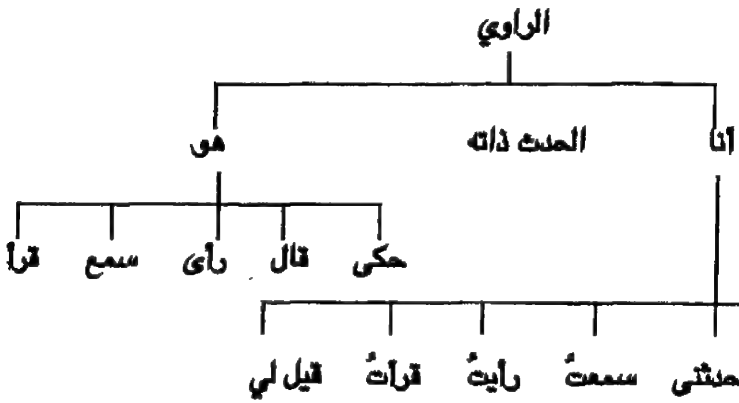 الراوي
أنا الحدث ذاته هو
حكى قال رأى سمع قرأ
حدثني سمعتُ رأيتُ قرأتُ قيل لي